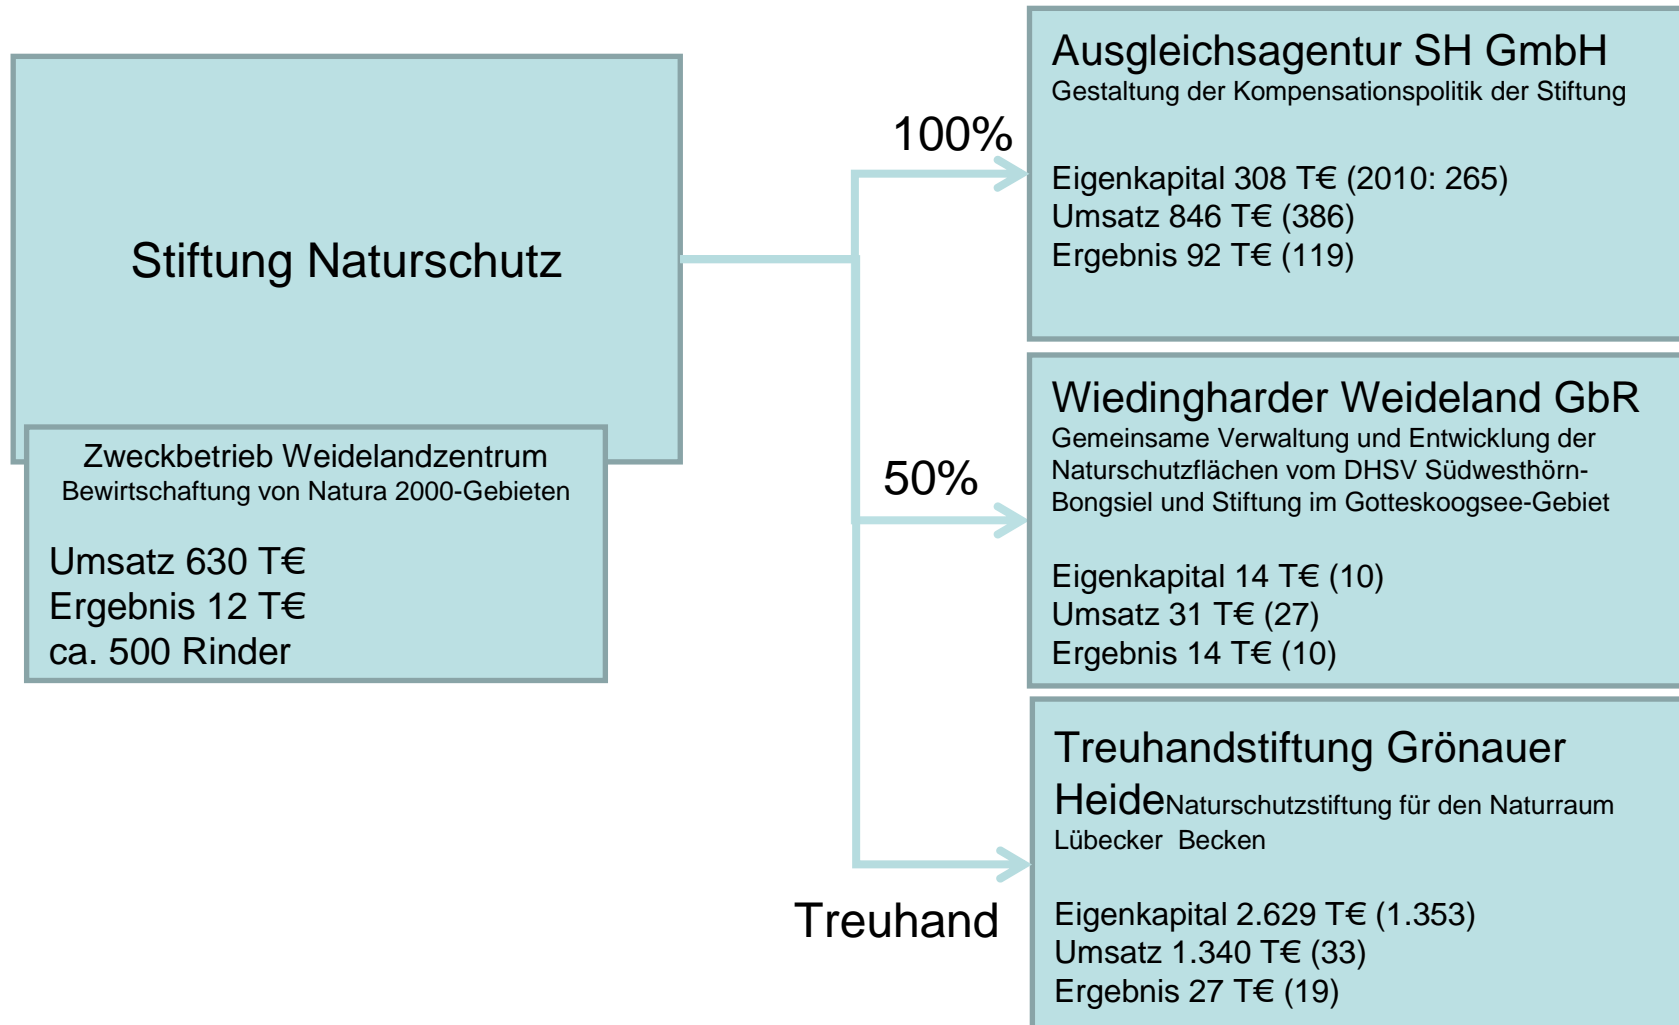 Stiftung Naturschutz
Zweckbetrieb Weidelandzentrum
Bewirtschaftung von Natura 2000-Gebieten
Umsatz 630 T€
Ergebnis 12 T€
ca. 500 Rinder
100%
Ausgleichsagentur SH GmbH
Gestaltung der Kompensationspolitik der Stiftung
Eigenkapital 308 T€ (2010: 265)
Umsatz 846 T€ (386)
Ergebnis 92 T€ (119)
50%
Wiedingharder Weideland GbR
Gemeinsame Verwaltung und Entwicklung der
Naturschutzflächen vom DHSV Südwesthörn-
Bongsiel und Stiftung im Gotteskoogsee-Gebiet
Eigenkapital 14 T€ (10)
Umsatz 31 T€ (27)
Ergebnis 14 T€ (10)
Treuhand
Treuhandstiftung Grönauer
HeideNaturschutzstiftung für den Naturraum
Lübecker Becken
Eigenkapital 2.629 T€ (1.353)
Umsatz 1.340 T€ (33)
Ergebnis 27 T€ (19)